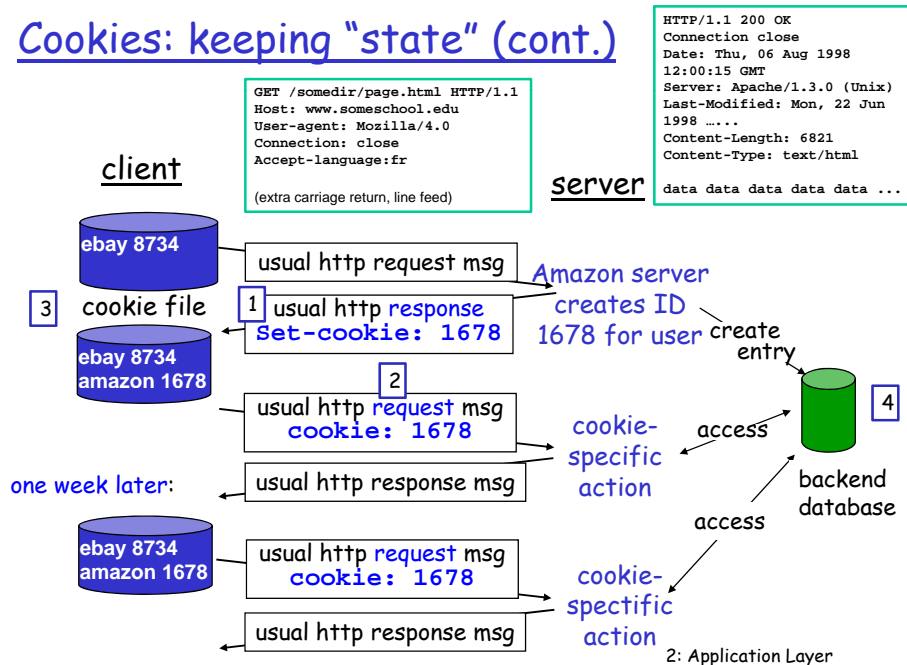 Cookies: keeping “state” (cont.)
GET /somedir/page.html HTTP/1.1
Host: www.someschool.edu
User-agent: Mozilla/4.0
Connection: close
Accept-language:fr
(extra carriage return, line feed)
HTTP/1.1 200 OK
Connection close
Date: Thu, 06 Aug 1998
12:00:15 GMT
Server: Apache/1.3.0 (Unix)
Last-Modified: Mon, 22 Jun
1998 …...
Content-Length: 6821
Content-Type: text/html
data data data data data ...
client
server
ebay 8734
usual http request msg
Amazon server
creates ID
1678 for user
3
cookie file
1
usual http response
Set-cookie: 1678
create
entry
ebay 8734
amazon 1678
2
usual http request msg
cookie: 1678
cookie-
specific
action
access
4
backend
database
usual http response msg
one week later:
access
ebay 8734
amazon 1678
usual http request msg
cookie: 1678
cookie-
spectific
action
usual http response msg
2: Application Layer